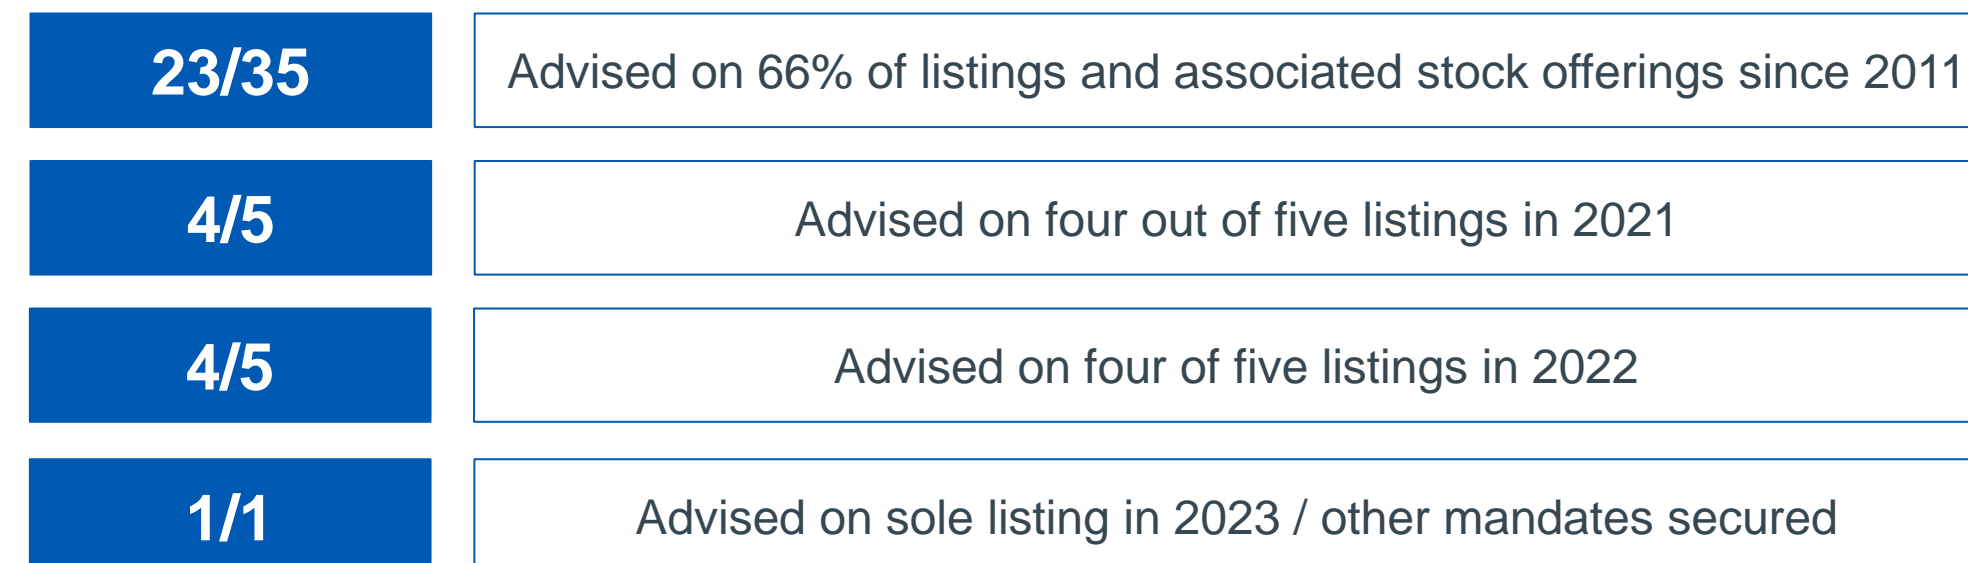 23/35
Advised on 66% of listings and associated stock offerings since 2011
4/5
Advised on four out of five listings in 2021
4/5
Advised on four of five listings in 2022
1/1
Advised on sole listing in 2023 / other mandates secured